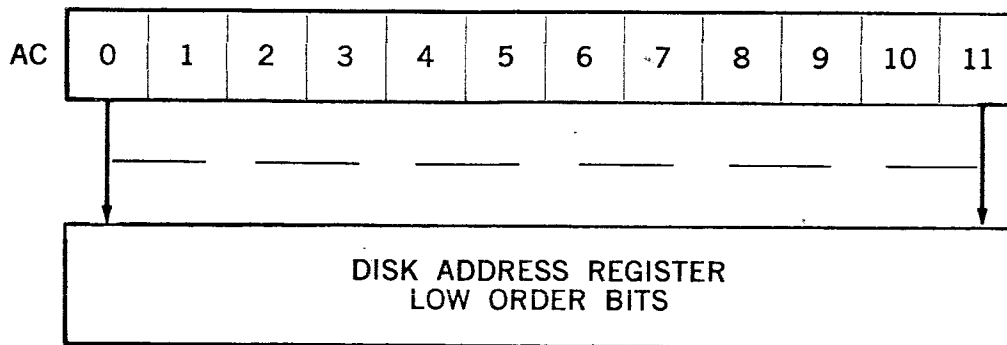 AC 0 1 2 3 4 5 6 7 8 9 10 11
DISK ADDRESS REGISTER
LOW ORDER BITS